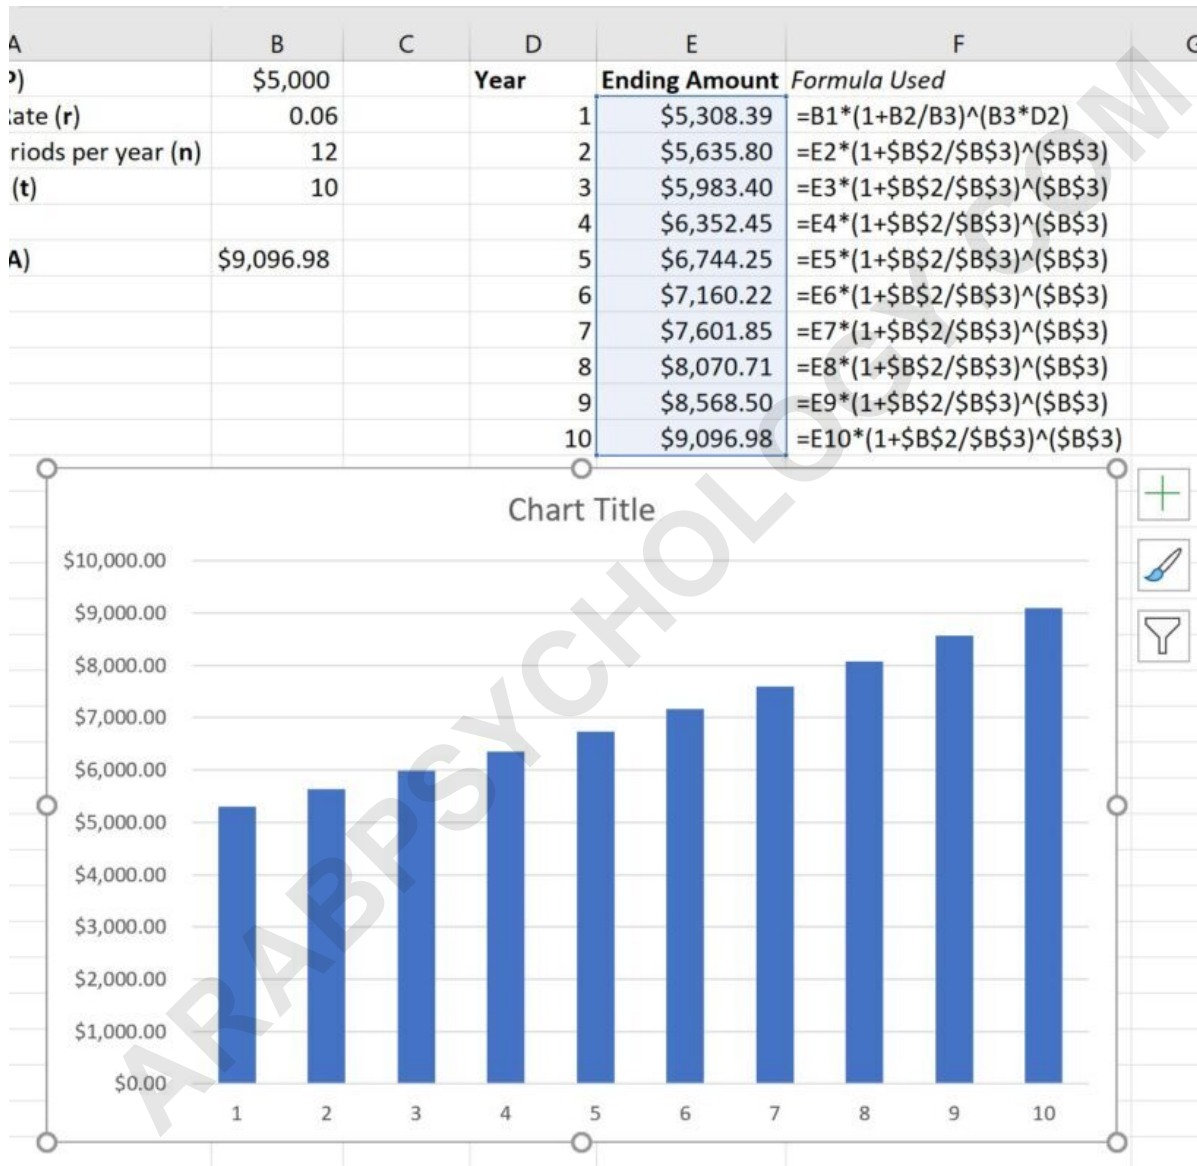 A B C D E F G
P) $5,000 Year Ending Amount Formula Used
Rate (r) 0.06 1 $5,308.39 =B1*(1+B2/B3)^(B3*D2)
riods per year (n) 12 2 $5,635.80 =E2*(1+$B$2/$B$3)^($B$3)
(t) 10 3 $5,983.40 =E3*(1+$B$2/$B$3)^($B$3)
4 $6,352.45 =E4*(1+$B$2/$B$3)^($B$3)
A) $9,096.98 5 $6,744.25 =E5*(1+$B$2/$B$3)^($B$3)
6 $7,160.22 =E6*(1+$B$2/$B$3)^($B$3)
7 $7,601.85 =E7*(1+$B$2/$B$3)^($B$3)
8 $8,070.71 =E8*(1+$B$2/$B$3)^($B$3)
9 $8,568.50 =E9*(1+$B$2/$B$3)^($B$3)
10 $9,096.98 =E10*(1+$B$2/$B$3)^($B$3)
Chart Title
$10,000.00
$9,000.00
$8,000.00
$7,000.00
$6,000.00
$5,000.00
$4,000.00
$3,000.00
$2,000.00
$1,000.00
$0.00
1 2 3 4 5 6 7 8 9 10
ARABPSYCHOLOGY.COM